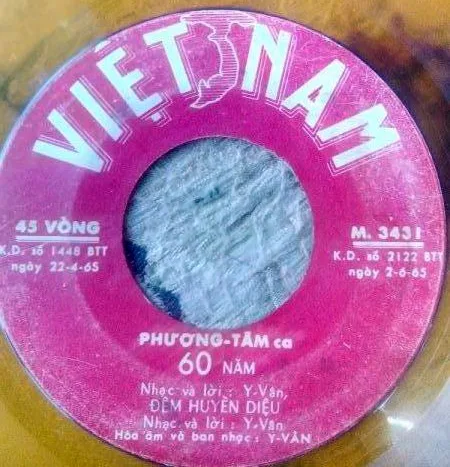 VIỆT NAM
45 VÒNG
K.D. số 1448 BTT
ngày 22-4-65
M. 3431
K.D. số 2122 BTT
ngày 2-6-65
PHƯƠNG-TÂM ca
60 NĂM
Nhạc và lời : Y-Vân,
ĐÊM HUYỀN DIỆU
Nhạc và lời : Y-Vân
Hòa âm và ban nhạc : Y-VÂN